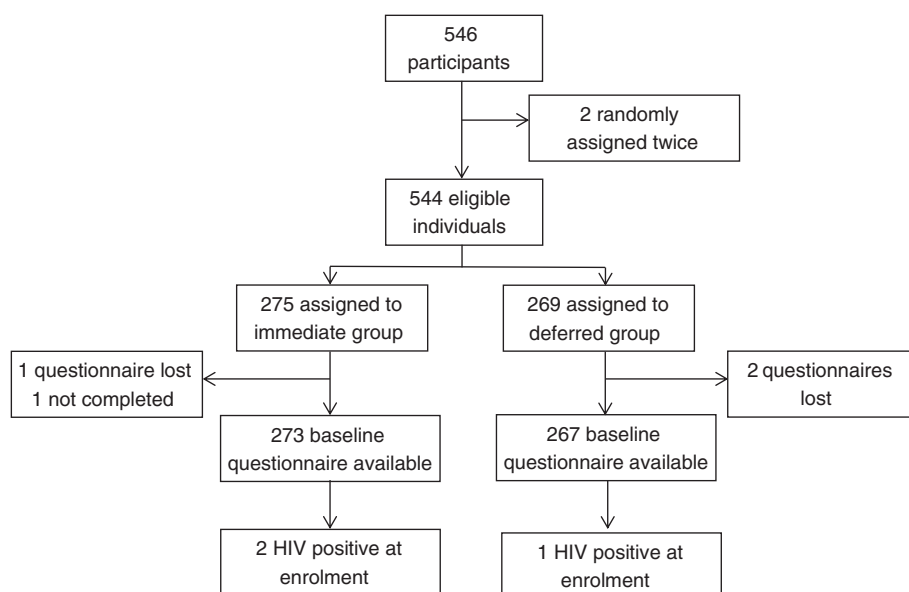 546
participants
2 randomly
assigned twice
544 eligible
individuals
275 assigned to
immediate group
269 assigned to
deferred group
1 questionnaire lost
1 not completed
2 questionnaires
lost
273 baseline
questionnaire available
267 baseline
questionnaire available
2 HIV positive at
enrolment
1 HIV positive at
enrolment